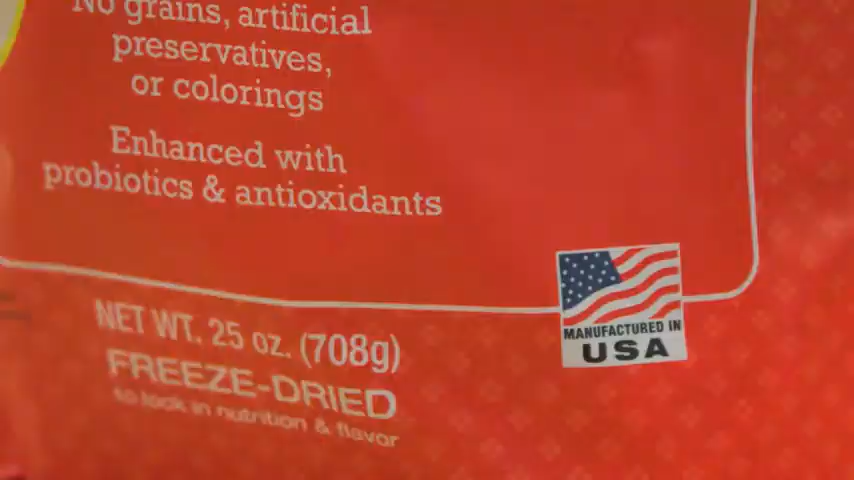 No grains, artificial
preservatives,
or colorings
Enhanced with
probiotics & antioxidants
NET WT. 25 oz. (708g)
FREEZE-DRIED
to lock in nutrition & flavor
MANUFACTURED IN
USA